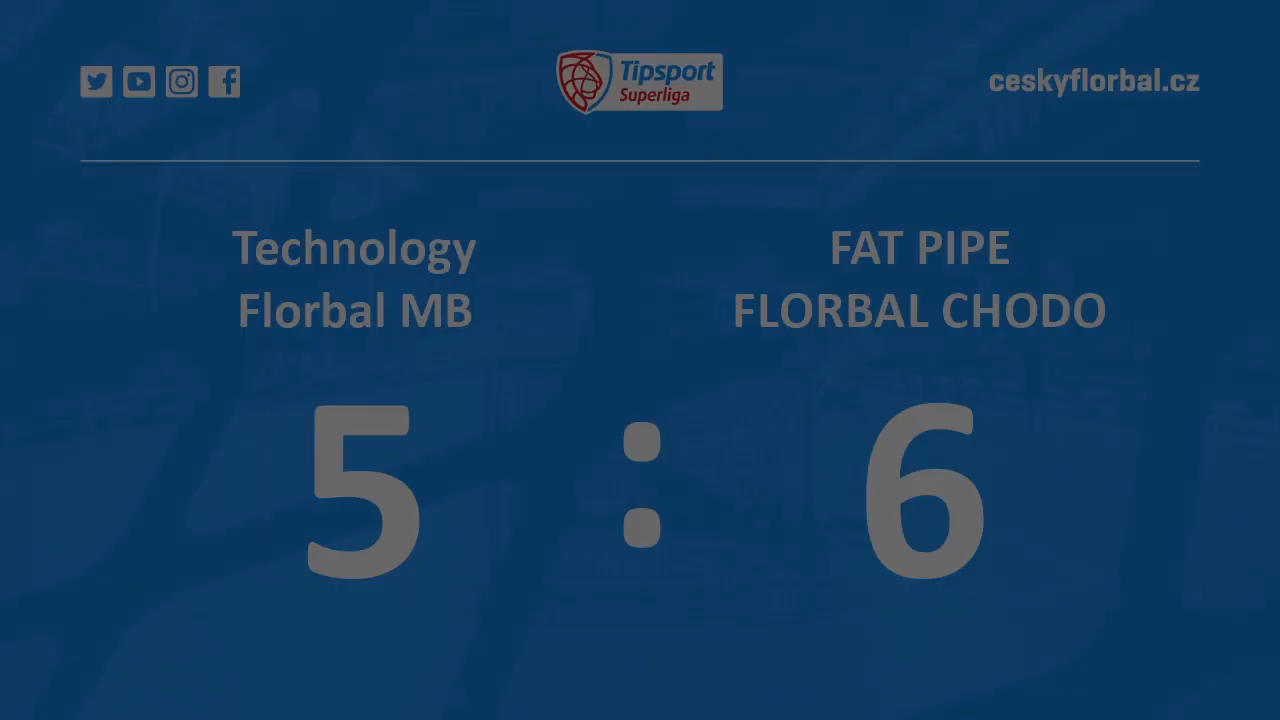 Tipsport
Superliga
ceskyflorbal.cz
Technology
Florbal MB
FAT PIPE
FLORBAL CHODO
5 : 6